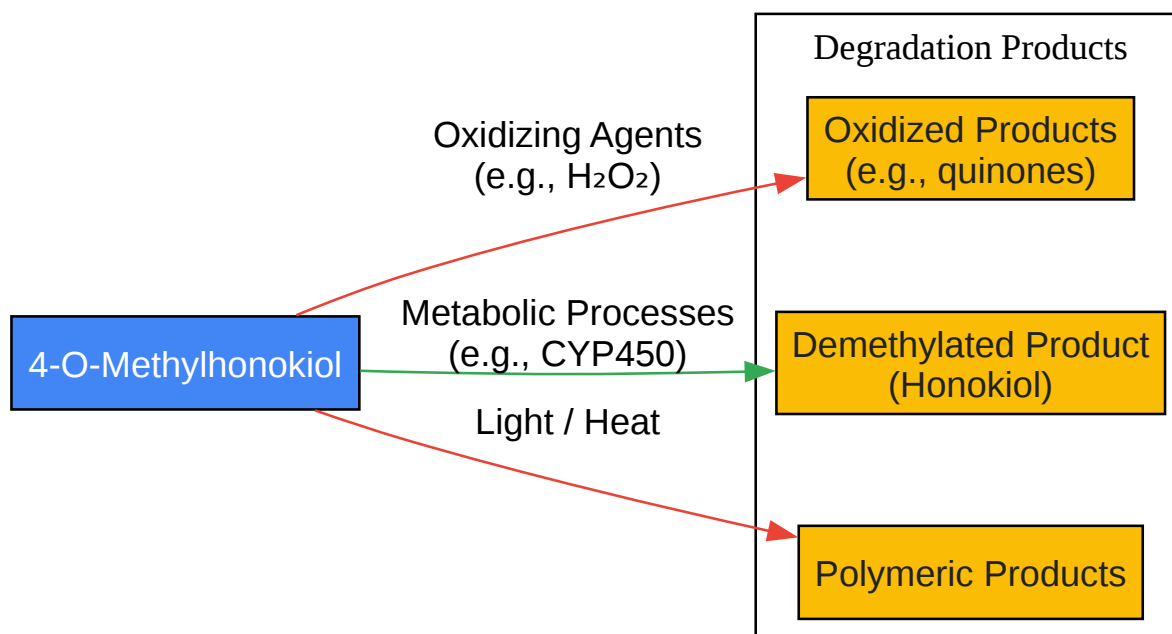 Degradation Products
Oxidizing Agents
(e.g., H₂O₂)
Oxidized Products
(e.g., quinones)
4-O-Methylhonokiol
Metabolic Processes
(e.g., CYP450)
Demethylated Product
(Honokiol)
Light / Heat
Polymeric Products